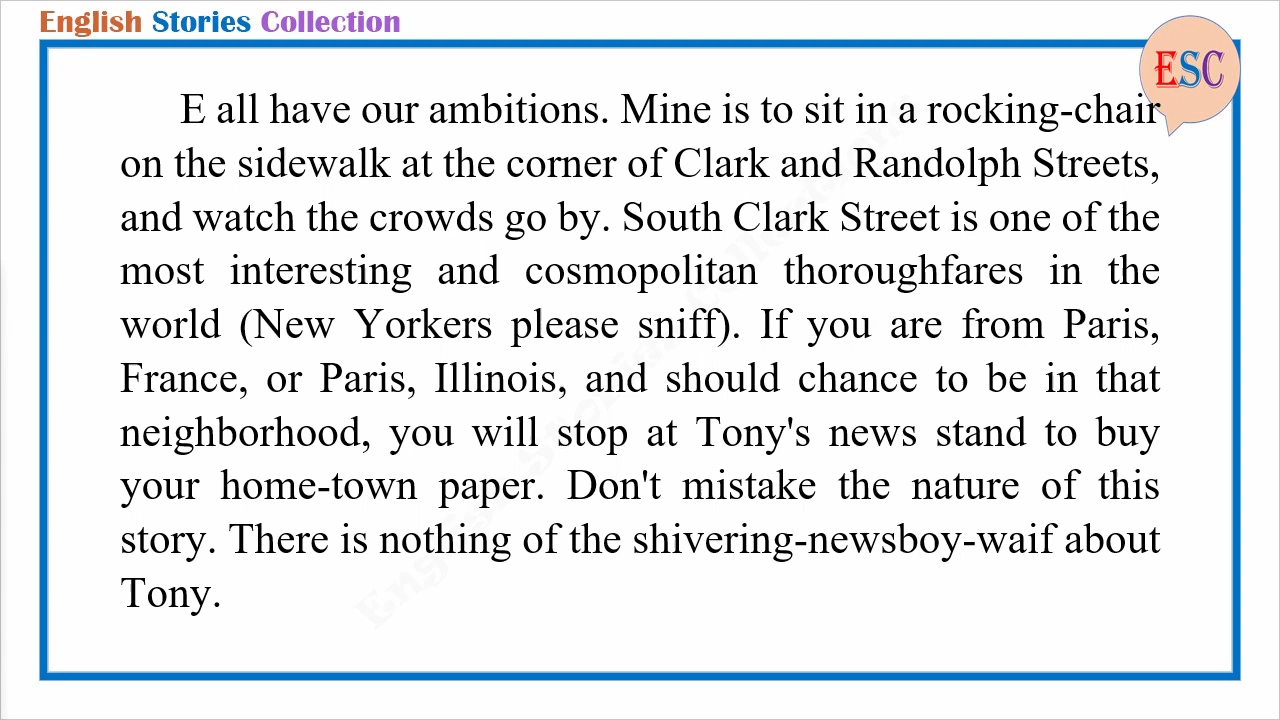 English Stories Collection
ESC
E all have our ambitions. Mine is to sit in a rocking-chair
on the sidewalk at the corner of Clark and Randolph Streets,
and watch the crowds go by. South Clark Street is one of the
most interesting and cosmopolitan thoroughfares in the
world (New Yorkers please sniff). If you are from Paris,
France, or Paris, Illinois, and should chance to be in that
neighborhood, you will stop at Tony's news stand to buy
your home-town paper. Don't mistake the nature of this
story. There is nothing of the shivering-newsboy-waif about
Tony.